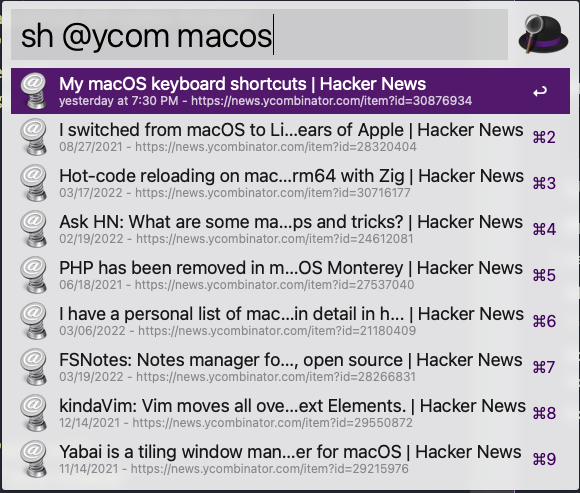 sh @ycom macos
My macOS keyboard shortcuts | Hacker News
yesterday at 7:30 PM - https://news.ycombinator.com/item?id=30876934
I switched from macOS to Li...ears of Apple | Hacker News ⌘2
08/27/2021 - https://news.ycombinator.com/item?id=28320404
Hot-code reloading on mac...rm64 with Zig | Hacker News ⌘3
03/17/2022 - https://news.ycombinator.com/item?id=30716177
Ask HN: What are some ma...ps and tricks? | Hacker News ⌘4
02/19/2022 - https://news.ycombinator.com/item?id=24612081
PHP has been removed in m...OS Monterey | Hacker News ⌘5
06/18/2021 - https://news.ycombinator.com/item?id=27537040
I have a personal list of mac...in detail in h... | Hacker News ⌘6
03/06/2022 - https://news.ycombinator.com/item?id=21180409
FSNotes: Notes manager fo..., open source | Hacker News ⌘7
03/19/2022 - https://news.ycombinator.com/item?id=28266831
kindaVim: Vim moves all ove...ext Elements. | Hacker News ⌘8
12/14/2021 - https://news.ycombinator.com/item?id=29550872
Yabai is a tiling window man...er for macOS | Hacker News ⌘9
11/14/2021 - https://news.ycombinator.com/item?id=29215976